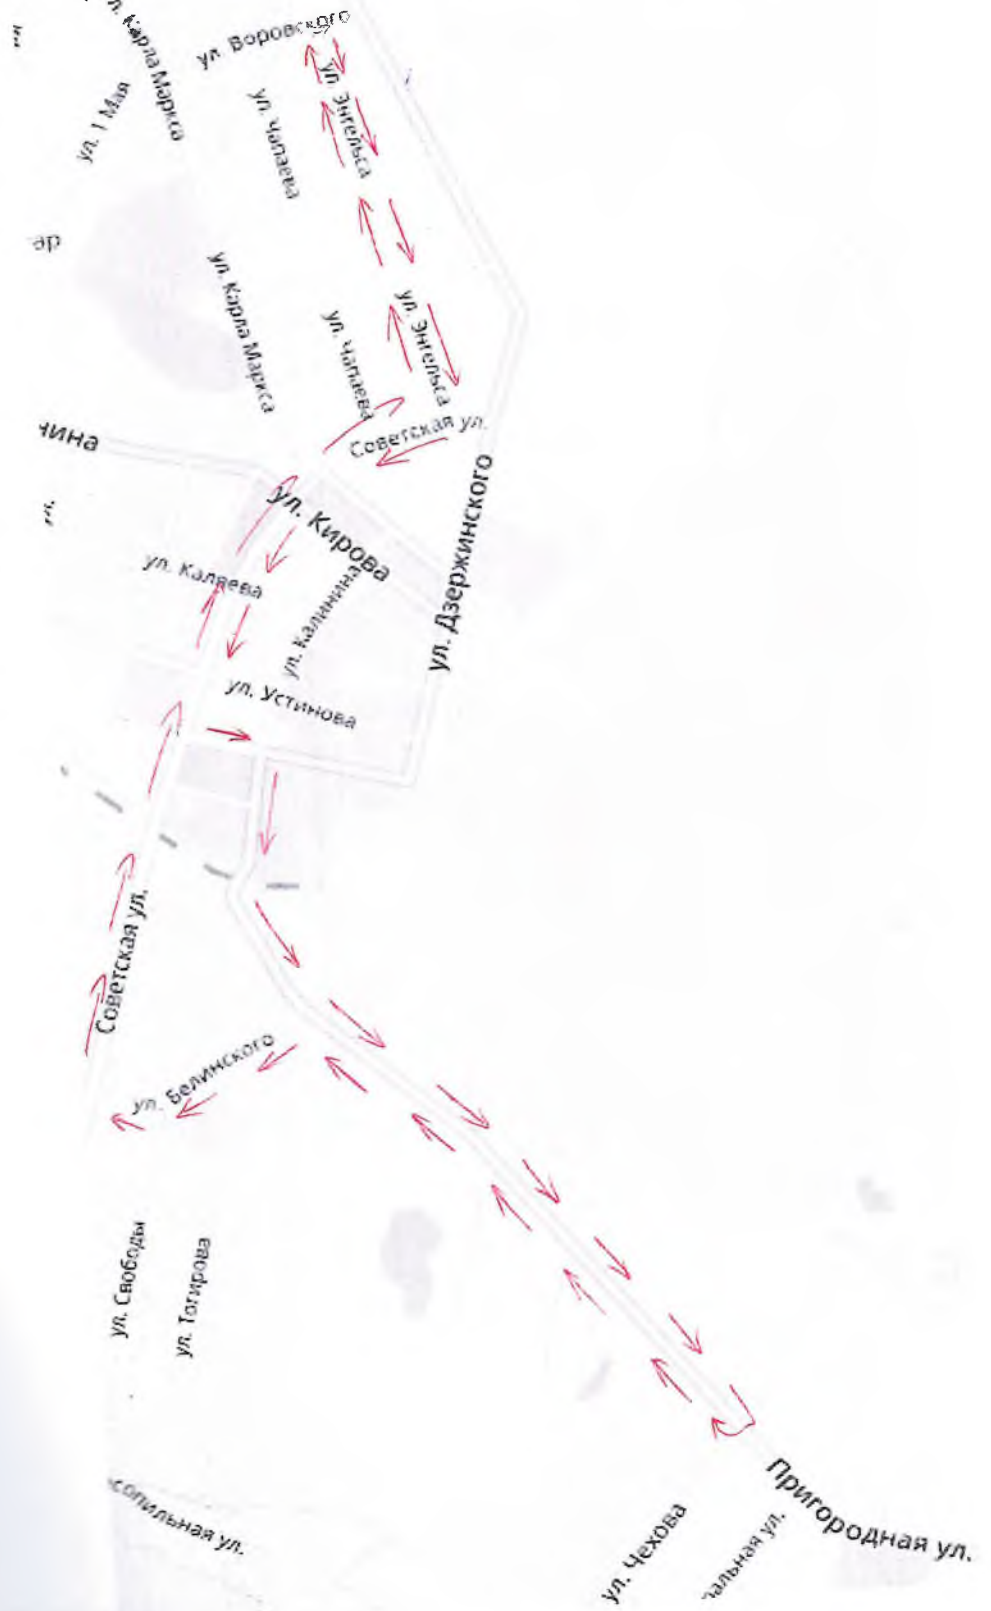 ул. Карла Маркса
ул. Воровского
ул. 1 Мая
ул. Энгельса
ул. Чапаева
ул. Карла Маркса
ул. Чапаева
ул. Энгельса
Советская ул.
ул. Кирова
ул. Дзержинского
ул. Каляева
ул. Калинина
ул. Устинова
Советская ул.
ул. Белинского
ул. Свободы
ул. Тогирова
Пригородная ул.
ул. Чехова